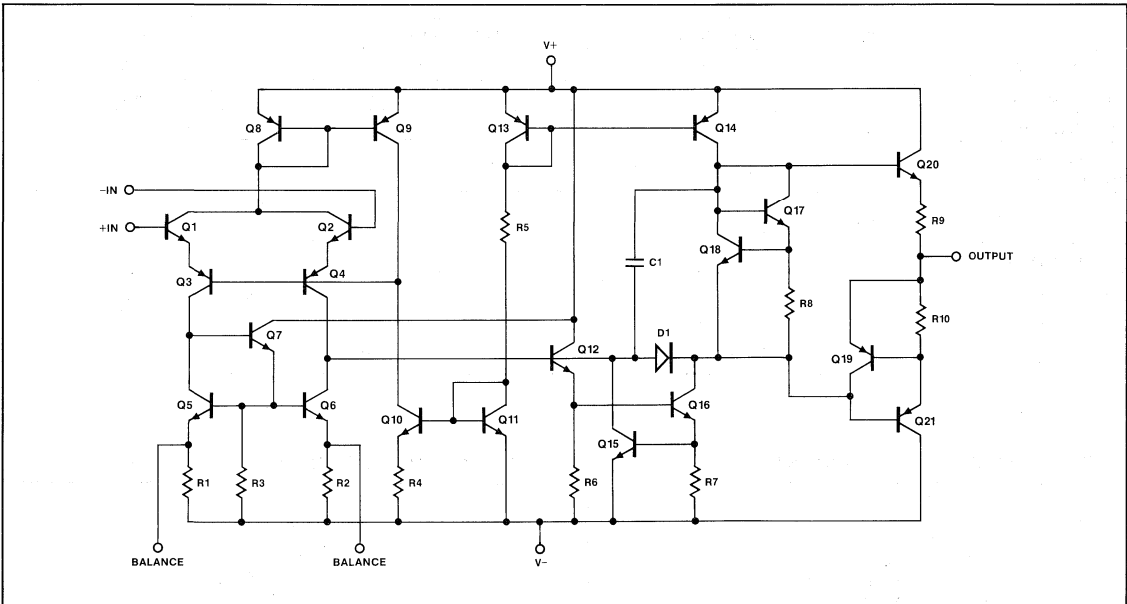 V+
Q8
Q9
Q13
Q14
Q20
-IN
+IN
Q1
Q2
Q17
R5
R9
Q18
OUTPUT
C1
Q3
Q4
R8
R10
Q7
D1
Q12
Q19
Q5
Q6
Q10
Q11
Q16
Q21
Q15
R1
R3
R2
R4
R6
R7
BALANCE
BALANCE
V-